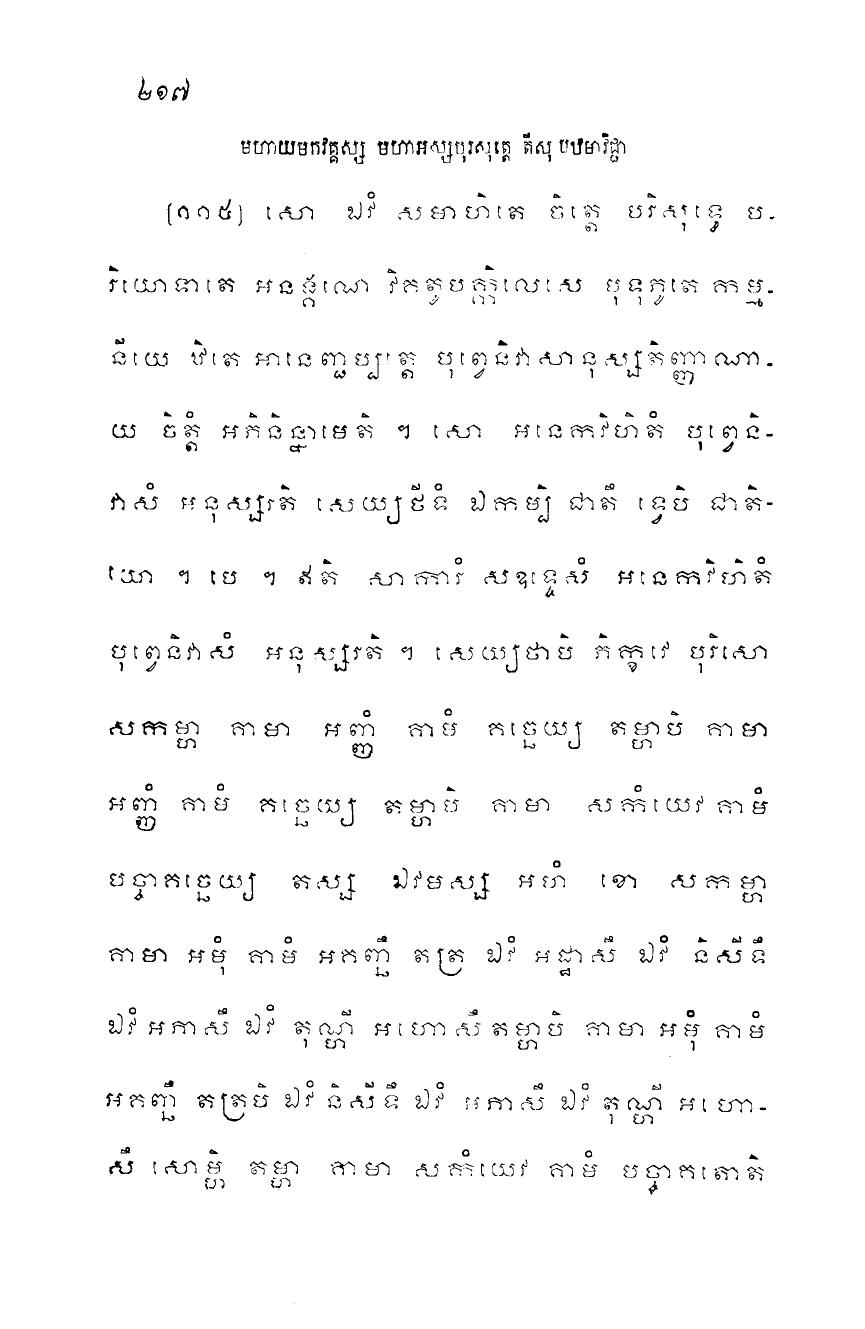 ២១៧
មហាយមកវគ្គស្ស មហាអស្សបុរសុត្តេ តីសុ បឋមាវិជ្ជា
[១១៥] សោ ឯវំ សមាហិតេ ចិត្តេ បរិសុទ្ធេ ប-
រិយោទាតេ អនង្គណេ វិគតូបក្កិលេសេ មុទុភូតេ កម្ម-
នីយេ ឋិតេ អានេញ្ជប្បត្តេ បុព្វេនិវាសានុស្សតិញ្ញាណា-
យ ចិត្តំ អភិនិន្នាមេតិ ។ សោ អនេកវិហិតំ បុព្វេនិ-
វាសំ អនុស្សរតិ សេយ្យថីទំ ឯកម្បិ ជាតឹ ទ្វេបិ ជាតិ-
យោ ។ បេ ។ ឥតិ សាការំ សឧទ្ទេសំ អនេកវិហិតំ
បុព្វេនិវាសំ អនុស្សរតិ ។ សេយ្យថាបិ ភិក្ខវេ បុរិសោ
សកម្ហា គាមា អញ្ញំ គាមំ គច្ឆេយ្យ តម្ហាបិ គាមា
អញ្ញំ គាមំ គច្ឆេយ្យ តម្ហាបិ គាមា សកំយេវ គាមំ
បច្ចាគច្ឆេយ្យ តស្ស ឯវមស្ស អហំ ខោ សកម្ហា
គាមា អមុំ គាមំ អគញ្ឆឹ តត្រ ឯវំ អដ្ឋាសឹ ឯវំ និសីទឹ
ឯវំ អភាសឹ ឯវំ តុណ្ហី អហោសឹ តម្ហាបិ គាមា អមុំ គាមំ
អគញ្ឆឹ តត្របិ ឯវំ និសីទឹ ឯវំ អភាសឹ ឯវំ តុណ្ហី អហោ-
សឹ សោម្ហិ តម្ហា គាមា សកំយេវ គាមំ បច្ចាគតោតិ